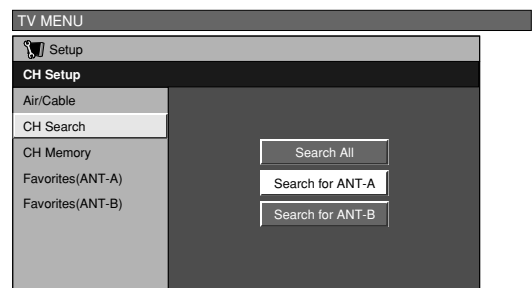 TV MENU
Setup
CH Setup
Air/Cable
CH Search
CH Memory
Favorites(ANT-A)
Favorites(ANT-B)
Search All
Search for ANT-A
Search for ANT-B